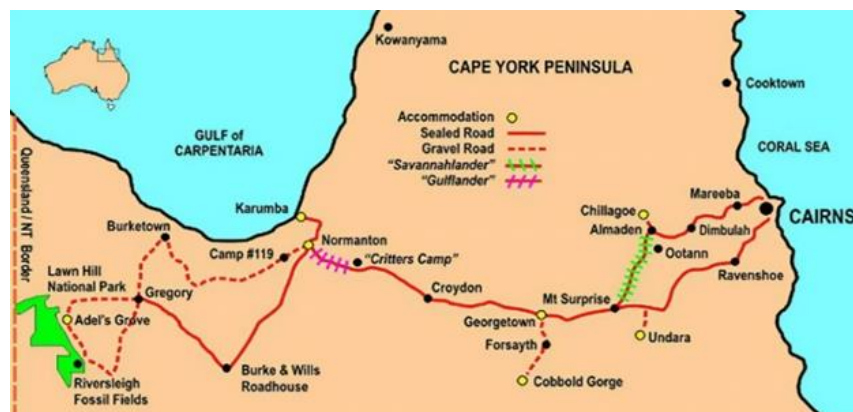 Kowanyama
CAPE YORK PENINSULA
Cooktown
Accommodation
Sealed Road
Gravel Road
"Savannahlander"
"Gulflander"
GULF of
CARPENTARIA
CORAL SEA
Queensland / NT Border
Karumba
Burketown
Normanton
Camp #119
"Critters Camp"
Lawn Hill
National Park
Gregory
Adel's Grove
Croydon
Riversleigh
Fossil Fields
Burke & Wills
Roadhouse
Chillagoe
Mareeba
Almaden
Dimbulah
CAIRNS
Ootann
Ravenshoe
Mt Surprise
Georgetown
Forsayth
Undara
Cobbold Gorge